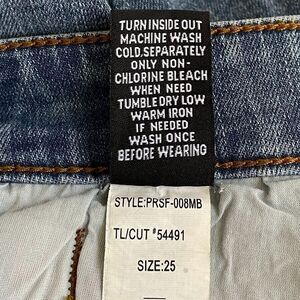 TURN INSIDE OUT
MACHINE WASH
COLD.SEPARATELY
ONLY NON-
CHLORINE BLEACH
WHEN NEED
TUMBLE DRY LOW
WARM IRON
IF NEEDED
WASH ONCE
BEFORE WEARING
STYLE:PRSF-008MB
TL/CUT #54491
SIZE:25